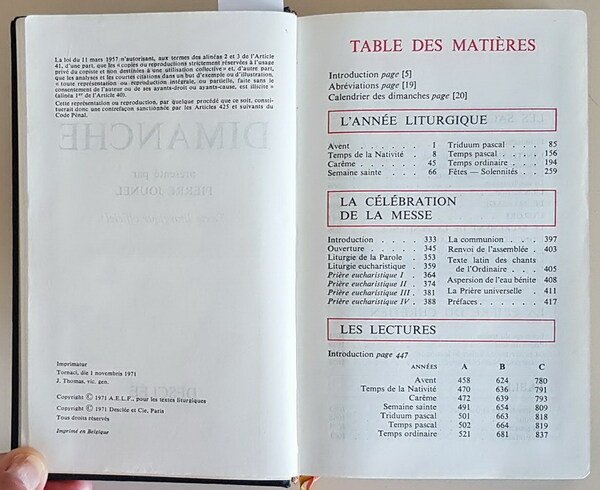 La loi du 11 mars 1957 n'autorisant, aux termes des alinéas 2 et 3 de l'Article
41, d'une part, que les « copies ou reproductions strictement réservées à l'usage
privé du copiste et non destinées à une utilisation collective » et, d'autre part,
que les analyses et les courtes citations dans un but d'exemple ou d'illustration,
« toute représentation ou reproduction intégrale, ou partielle, faite sans le
consentement de l'auteur ou de ses ayants-droit ou ayants-cause, est illicite »
(alinéa 1er de l'Article 40).
Cette représentation ou reproduction, par quelque procédé que ce soit, constitue-
rait donc une contrefaçon sanctionnée par les Articles 425 et suivants du
Code Pénal.
DIMANCHE
présenté par
PIERRE JOUNEL
DESCLÉE
Imprimatur
Tornaci, die 1 novembris 1971
J. Thomas, vic. gen.
Copyright © 1971 A.E.L.F., pour les textes liturgiques
Copyright © 1971 Desclée et Cie, Paris
Tous droits réservés
Imprimé en Belgique
TABLE DES MATIÈRES
Introduction page [5]
Abréviations page [19]
Calendrier des dimanches page [20]
L'ANNÉE LITURGIQUE
Avent . . . . . . 1
Temps de la Nativité . 8
Carême . . . . . 45
Semaine sainte . . . 66
Triduum pascal . . . 85
Temps pascal . . . . 156
Temps ordinaire . . . 194
Fêtes — Solennités . . 259
LA CÉLÉBRATION
DE LA MESSE
Introduction . . . . 333
Ouverture . . . . . 345
Liturgie de la Parole . 353
Liturgie eucharistique . 359
Prière eucharistique I . 364
Prière eucharistique II . 374
Prière eucharistique III . 381
Prière eucharistique IV . 388
La communion . . . 397
Renvoi de l'assemblée . 403
Texte latin des chants
de l'Ordinaire . . . 405
Aspersion de l'eau bénite 408
La Prière universelle . 411
Préfaces . . . . . . 417
LES LECTURES
Introduction page 447
ANNÉES A B C
Avent 458 624 780
Temps de la Nativité 470 636 791
Carême 472 639 793
Semaine sainte 491 654 809
Triduum pascal 501 663 818
Temps pascal 502 664 819
Temps ordinaire 521 681 837